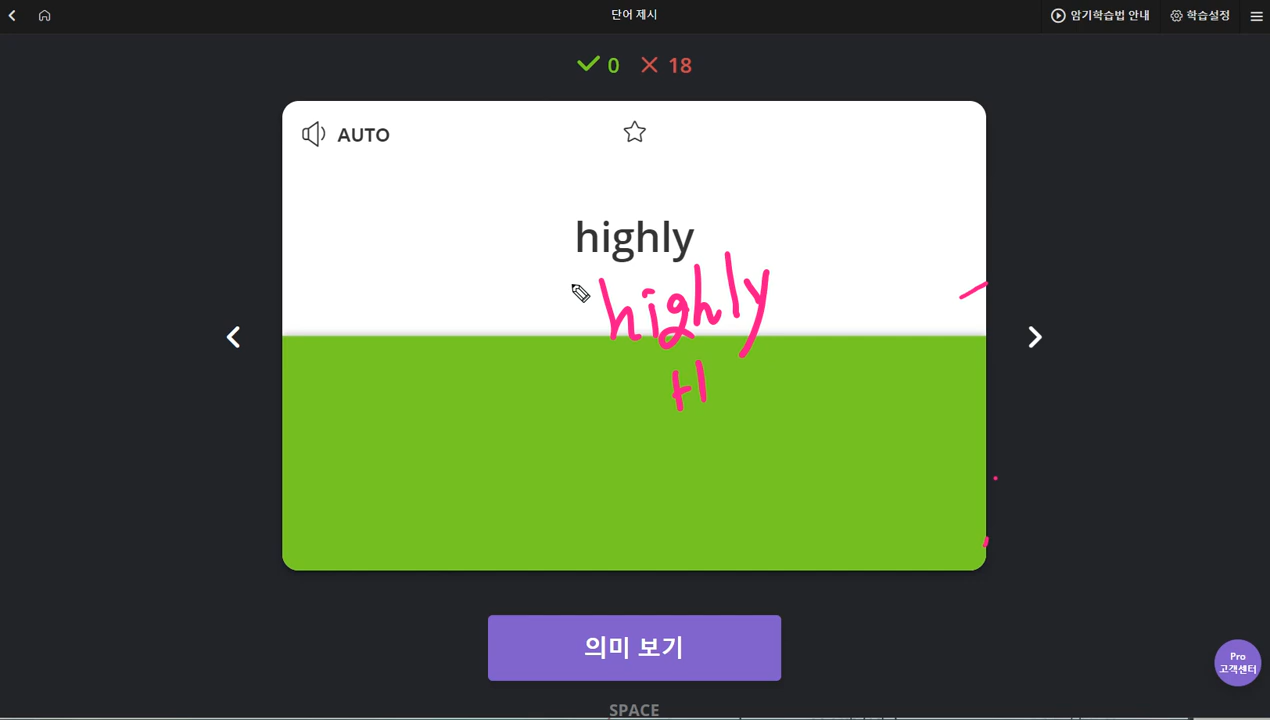 단어 제시
암기학습법 안내
학습설정
0
18
AUTO
highly
highly
의미 보기
SPACE
Pro
고객센터